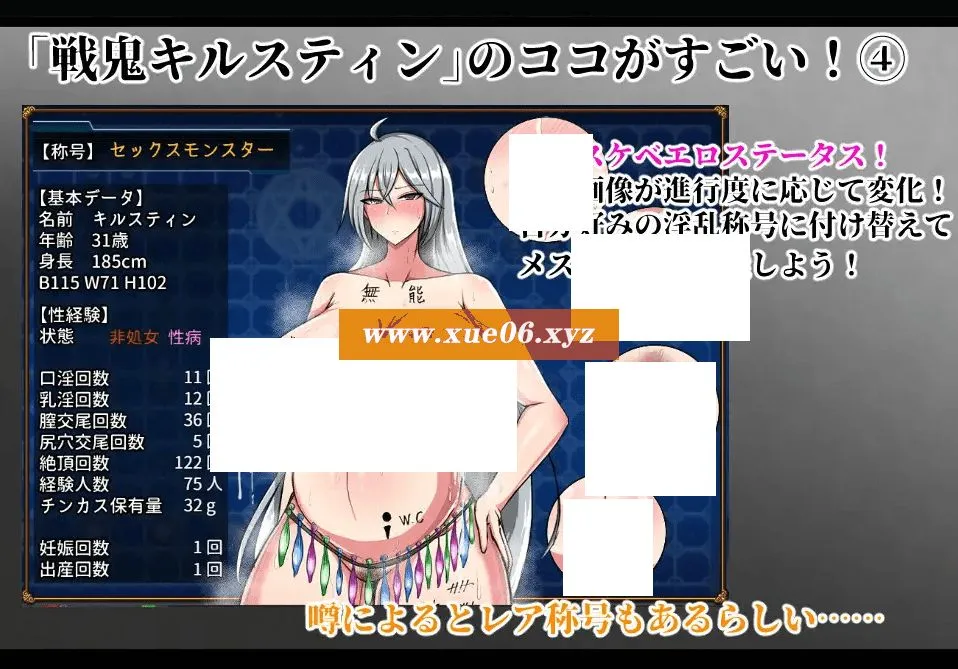 「戦鬼キルスティン」のココがすごい！④
【称号】 セックスモンスター
【基本データ】
名前 キルスティン
年齢 31歳
身長 185cm
B115 W71 H102
【性経験】
状態 非処女 性病
口淫回数 11
乳淫回数 12
膣交尾回数 36
尻穴交尾回数 5
絶頂回数 122
経験人数 75人
チンカス保有量 32g
妊娠回数 1回
出産回数 1回
無能
www.xue06.xyz
W.C
スケベエロステータス！
画像が進行度に応じて変化！
好みの淫乱称号に付け替えて
メス
しよう！
噂によるとレア称号もあるらしい……